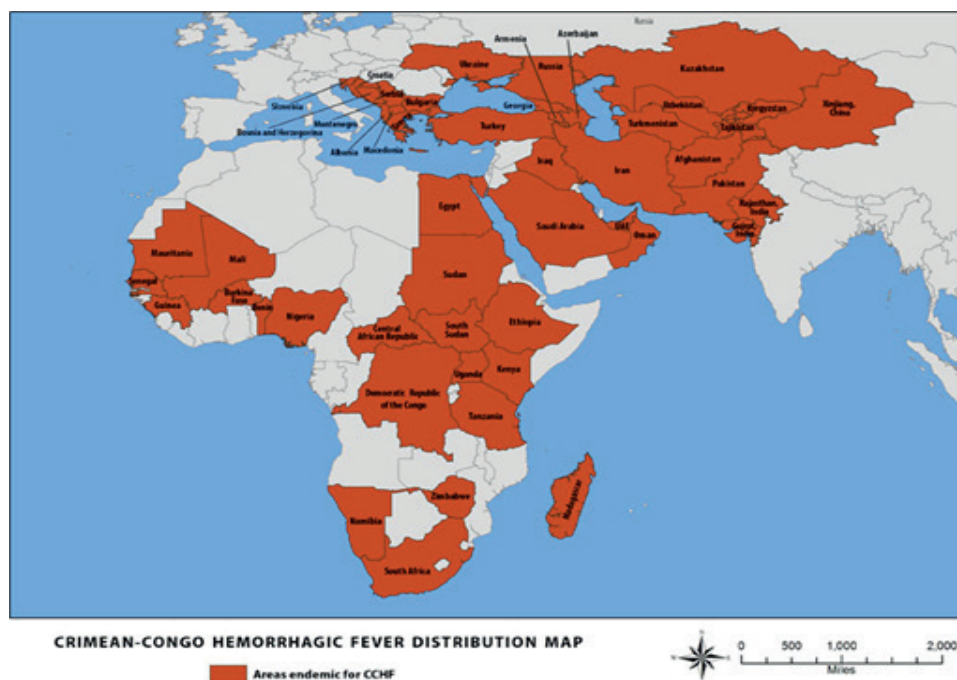 Russia
Armenia
Azerbaijan
Ukraine
Russia
Kazakhstan
Croatia
Serbia
Slovenia
Bulgaria
Georgia
Uzbekistan
Kyrgyzstan
Xinjiang,
China
Bosnia and Herzegovina
Montenegro
Turkey
Turkmenistan
Tajikistan
Albania
Macedonia
Iraq
Iran
Afghanistan
Pakistan
Rajasthan,
India
Gujrat, India
Egypt
Saudi Arabia
UAE
Oman
Mauritania
Mali
Sudan
Senegal
Burkina
Faso
Benin
Guinea
Nigeria
Central
African Republic
South
Sudan
Ethiopia
Uganda
Kenya
Democratic Republic
of the Congo
Tanzania
Zimbabwe
Madagascar
Namibia
South Africa
CRIMEAN-CONGO HEMORRHAGIC FEVER DISTRIBUTION MAP
Areas endemic for CCHF
0 500 1,000 2,000
Miles